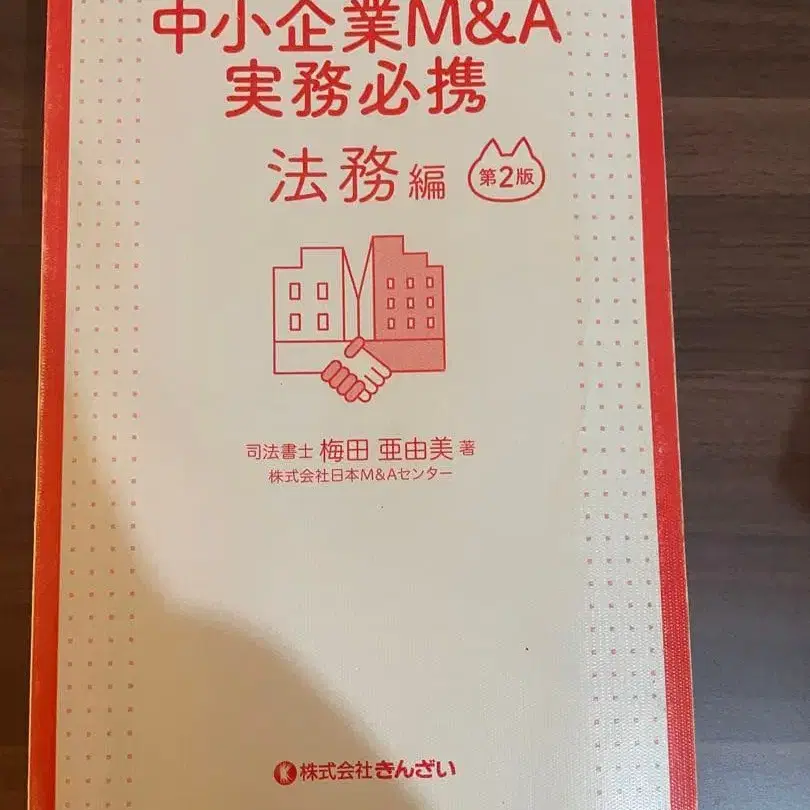 中小企業M&A
実務必携
法務編 第2版
司法書士 梅田 亜由美 著
株式会社日本M&Aセンター
K 株式会社きんざい